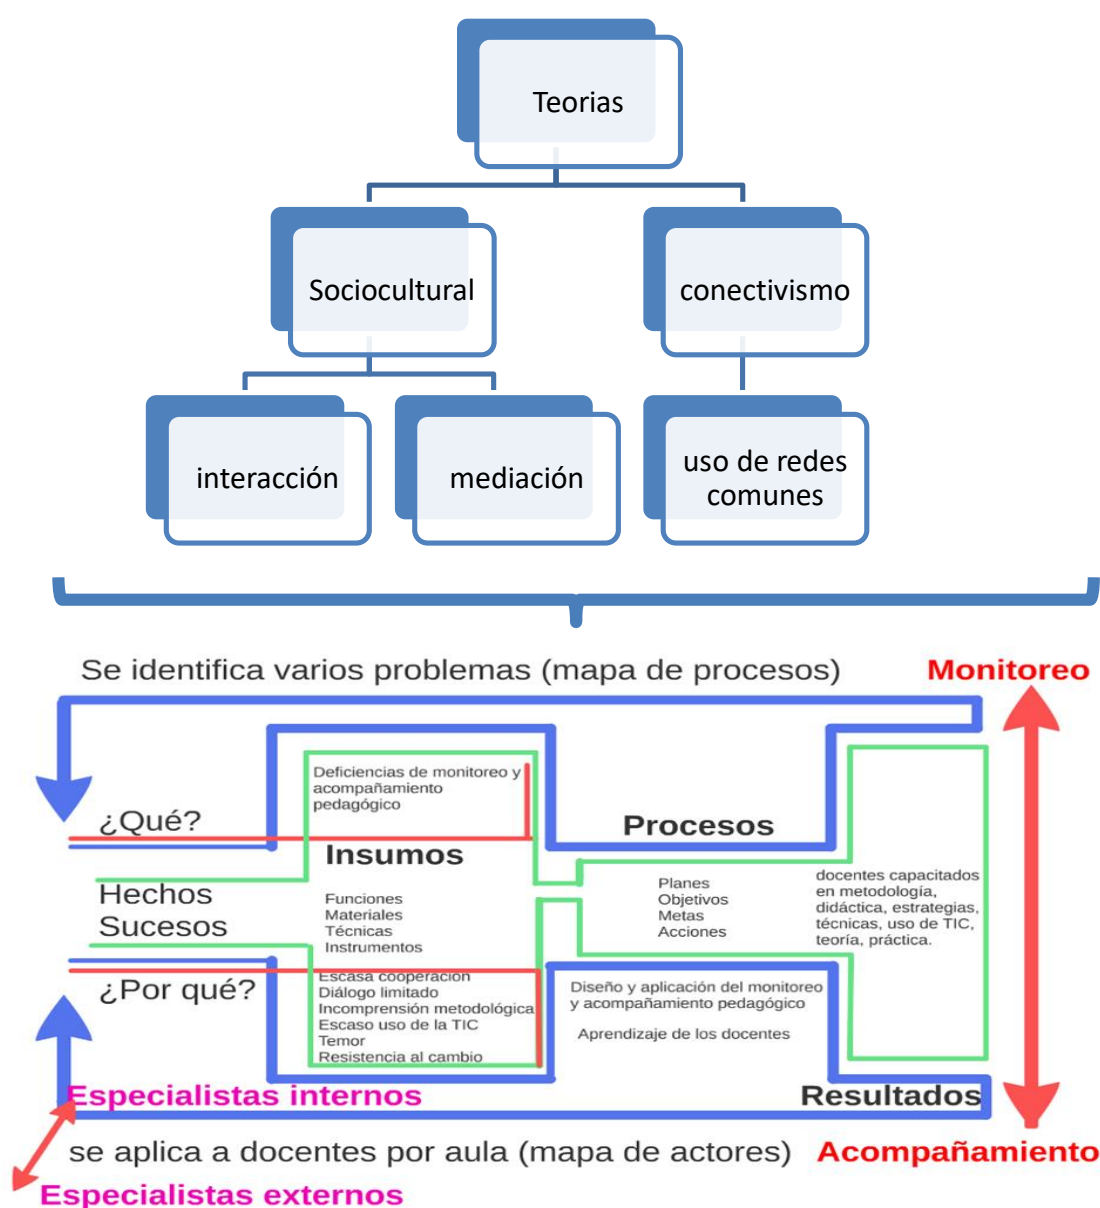 Teorias
Sociocultural
conectivismo
interacción
mediación
uso de redes
comunes
Se identifica varios problemas (mapa de procesos)
Monitoreo
Deficiencias de monitoreo y
acompañamiento
pedagógico
¿Qué?
Procesos
Insumos
Hechos
Sucesos
Funciones
Materiales
Técnicas
Instrumentos
Planes
Objetivos
Metas
Acciones
docentes capacitados
en metodología,
didáctica, estrategias,
técnicas, uso de TIC,
teoría, práctica.
¿Por qué?
Escasa cooperación
Diálogo limitado
Incomprensión metodológica
Escaso uso de la TIC
Temor
Resistencia al cambio
Diseño y aplicación del monitoreo
y acompañamiento pedagógico
Aprendizaje de los docentes
Especialistas internos
Resultados
se aplica a docentes por aula (mapa de actores)
Acompañamiento
Especialistas externos